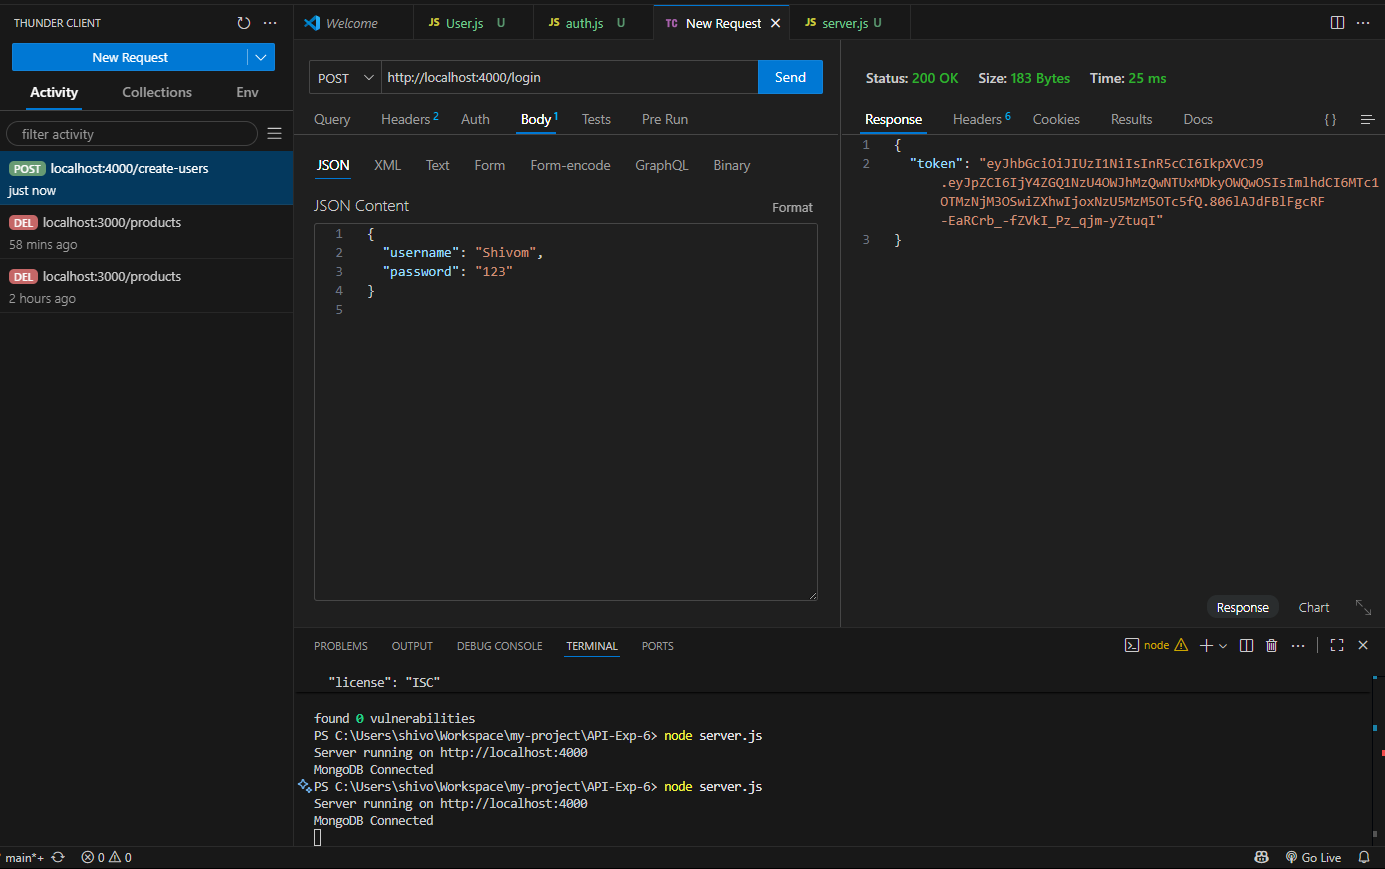 THUNDER CLIENT
New Request
Activity Collections Env
filter activity
POST localhost:4000/create-users
just now
DEL localhost:3000/products
58 mins ago
DEL localhost:3000/products
2 hours ago
Welcome
JS User.js U
JS auth.js U
TC New Request
JS server.js U
POST http://localhost:4000/login Send
Query Headers 2 Auth Body 1 Tests Pre Run
JSON XML Text Form Form-encode GraphQL Binary
JSON Content Format
1 {
2 "username": "Shivom",
3 "password": "123"
4 }
5
Status: 200 OK Size: 183 Bytes Time: 25 ms
Response Headers 6 Cookies Results Docs { }
1 {
2 "token": "eyJhbGciOiJIUzI1NiIsInR5cCI6IkpXVCJ9
.eyJpZCI6IjY4ZGQ1NzU4OWJhMzQwNTUxMDkyOWQwOSIsImlhdCI6MTc1
OTMzNjM3OSwiZXhwIjoxNzU5MzM5OTc5fQ.806lAJdFBlFgcRF
-EaRCrb_-fZVkI_Pz_qjm-yZtuqI"
3 }
Response Chart
PROBLEMS OUTPUT DEBUG CONSOLE TERMINAL PORTS
node
"license": "ISC"
found 0 vulnerabilities
PS C:\Users\shivo\Workspace\my-project\API-Exp-6> node server.js
Server running on http://localhost:4000
MongoDB Connected
PS C:\Users\shivo\Workspace\my-project\API-Exp-6> node server.js
Server running on http://localhost:4000
MongoDB Connected
main*+ 0 0 Go Live